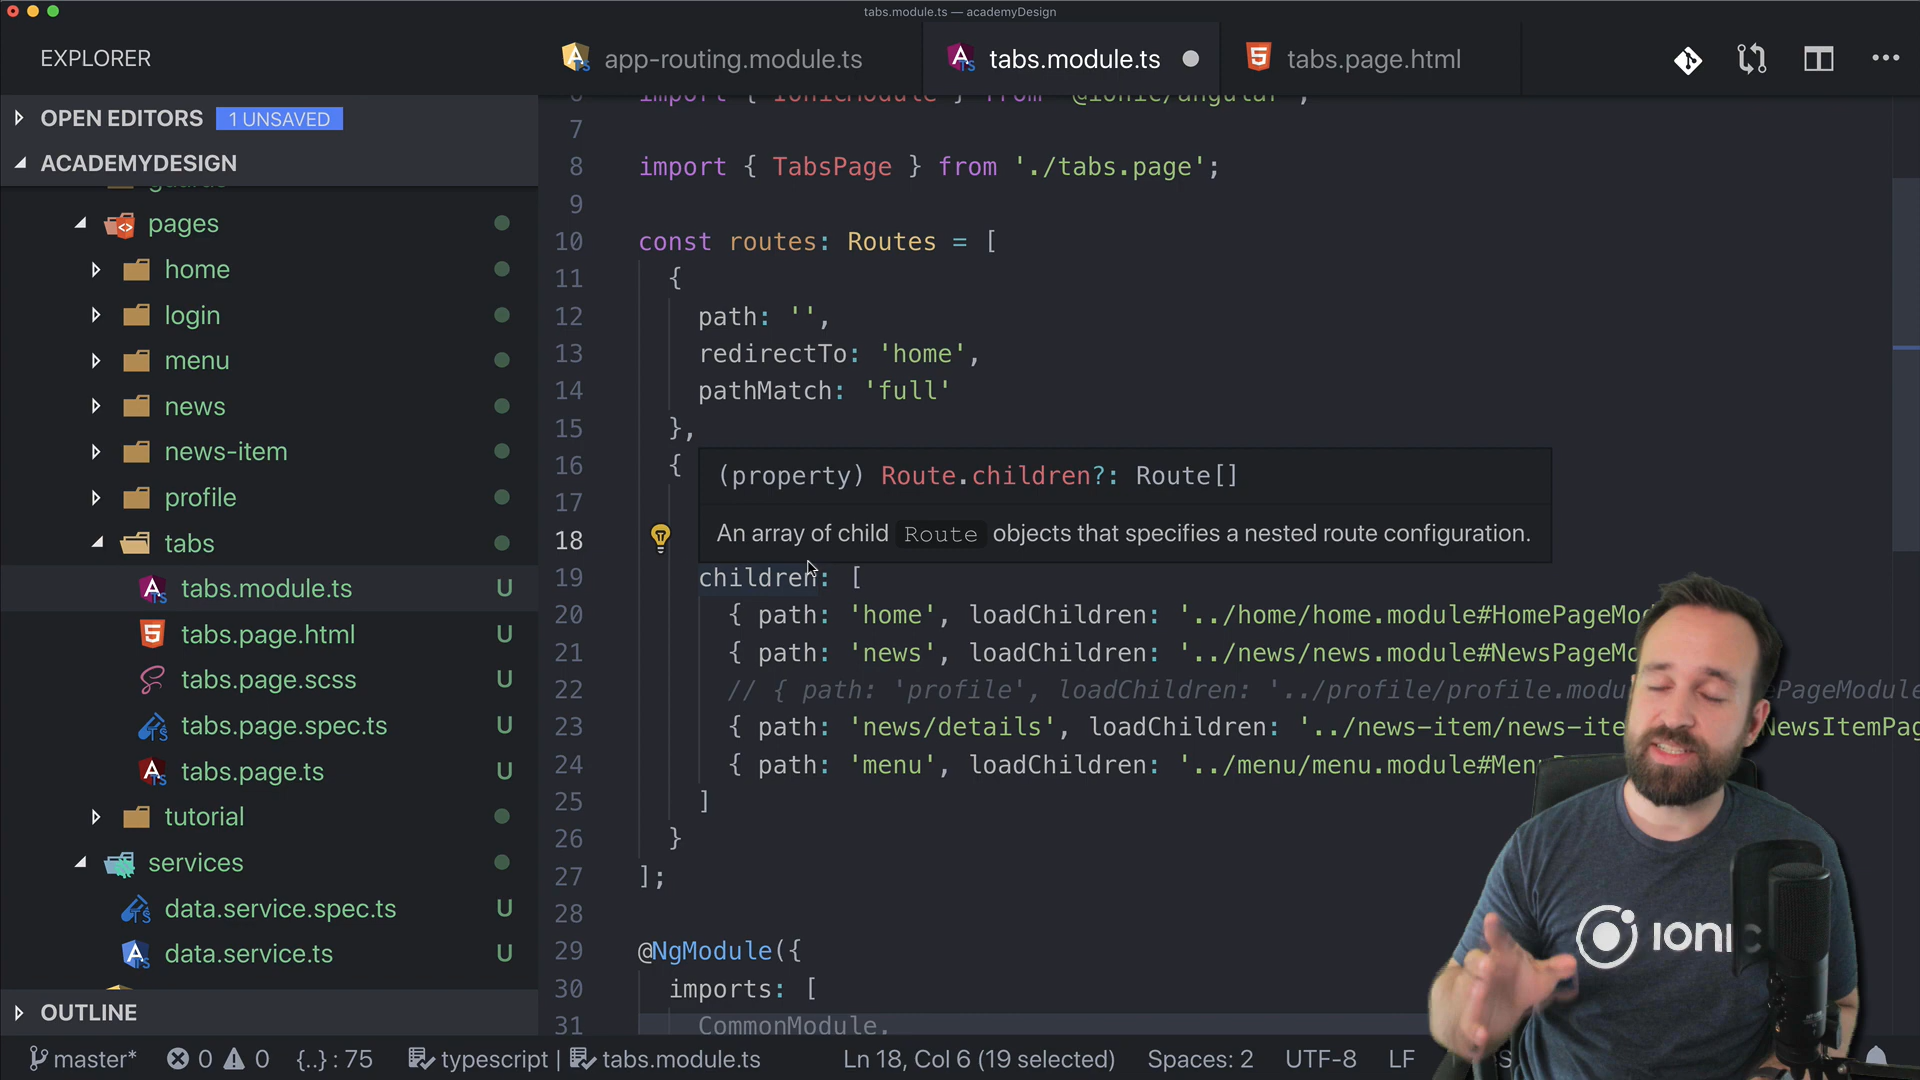 tabs.module.ts — academyDesign
EXPLORER
app-routing.module.ts
tabs.module.ts
tabs.page.html
OPEN EDITORS 1 UNSAVED
ACADEMYDESIGN
pages
home
login
menu
news
news-item
profile
tabs
tabs.module.ts U
tabs.page.html U
tabs.page.scss U
tabs.page.spec.ts U
tabs.page.ts U
tutorial
services
data.service.spec.ts U
data.service.ts U
OUTLINE
import { IonicModule } from '@ionic/angular';
7
8 import { TabsPage } from './tabs.page';
9
10 const routes: Routes = [
11 {
12 path: '',
13 redirectTo: 'home',
14 pathMatch: 'full'
15 },
16 {
17
18
(property) Route.children?: Route[]
An array of child Route objects that specifies a nested route configuration.
19 children: [
20 { path: 'home', loadChildren: '../home/home.module#HomePageMo
21 { path: 'news', loadChildren: '../news/news.module#NewsPageMo
22 // { path: 'profile', loadChildren: '../profile/profile.modu ePageModule
23 { path: 'news/details', loadChildren: '../news-item/news-ite NewsItemPag
24 { path: 'menu', loadChildren: '../menu/menu.module#Men
25 ]
26 }
27 ];
28
29 @NgModule({
30 imports: [
31 CommonModule,
ionic
master* 0 0 {..} : 75 typescript | tabs.module.ts Ln 18, Col 6 (19 selected) Spaces: 2 UTF-8 LF